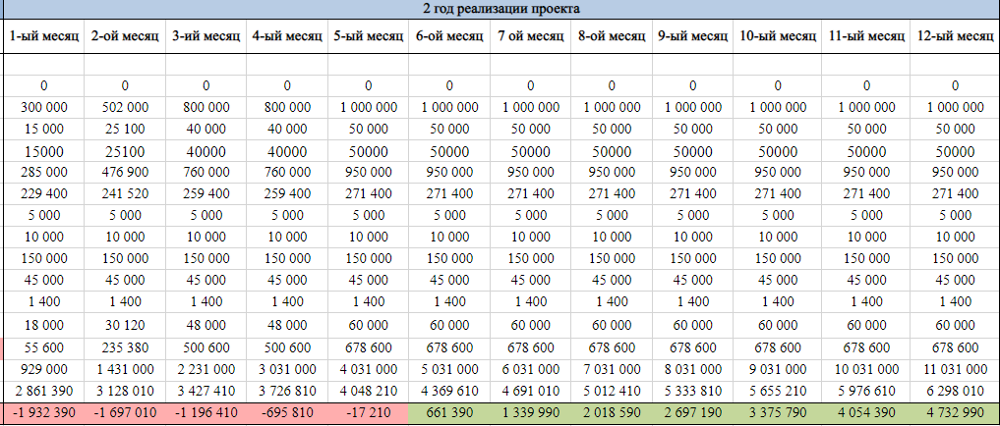 2 год реализации проекта
1-ый месяц 2-ой месяц 3-ий месяц 4-ый месяц 5-ый месяц 6-ой месяц 7 ой месяц 8-ой месяц 9-ый месяц 10-ый месяц 11-ый месяц 12-ый месяц
0 0 0 0 0 0 0 0 0 0 0 0
300 000 502 000 800 000 800 000 1 000 000 1 000 000 1 000 000 1 000 000 1 000 000 1 000 000 1 000 000 1 000 000
15 000 25 100 40 000 40 000 50 000 50 000 50 000 50 000 50 000 50 000 50 000 50 000
15000 25100 40000 40000 50000 50000 50000 50000 50000 50000 50000 50000
285 000 476 900 760 000 760 000 950 000 950 000 950 000 950 000 950 000 950 000 950 000 950 000
229 400 241 520 259 400 259 400 271 400 271 400 271 400 271 400 271 400 271 400 271 400 271 400
5 000 5 000 5 000 5 000 5 000 5 000 5 000 5 000 5 000 5 000 5 000 5 000
10 000 10 000 10 000 10 000 10 000 10 000 10 000 10 000 10 000 10 000 10 000 10 000
150 000 150 000 150 000 150 000 150 000 150 000 150 000 150 000 150 000 150 000 150 000 150 000
45 000 45 000 45 000 45 000 45 000 45 000 45 000 45 000 45 000 45 000 45 000 45 000
1 400 1 400 1 400 1 400 1 400 1 400 1 400 1 400 1 400 1 400 1 400 1 400
18 000 30 120 48 000 48 000 60 000 60 000 60 000 60 000 60 000 60 000 60 000 60 000
55 600 235 380 500 600 500 600 678 600 678 600 678 600 678 600 678 600 678 600 678 600 678 600
929 000 1 431 000 2 231 000 3 031 000 4 031 000 5 031 000 6 031 000 7 031 000 8 031 000 9 031 000 10 031 000 11 031 000
2 861 390 3 128 010 3 427 410 3 726 810 4 048 210 4 369 610 4 691 010 5 012 410 5 333 810 5 655 210 5 976 610 6 298 010
-1 932 390 -1 697 010 -1 196 410 -695 810 -17 210 661 390 1 339 990 2 018 590 2 697 190 3 375 790 4 054 390 4 732 990